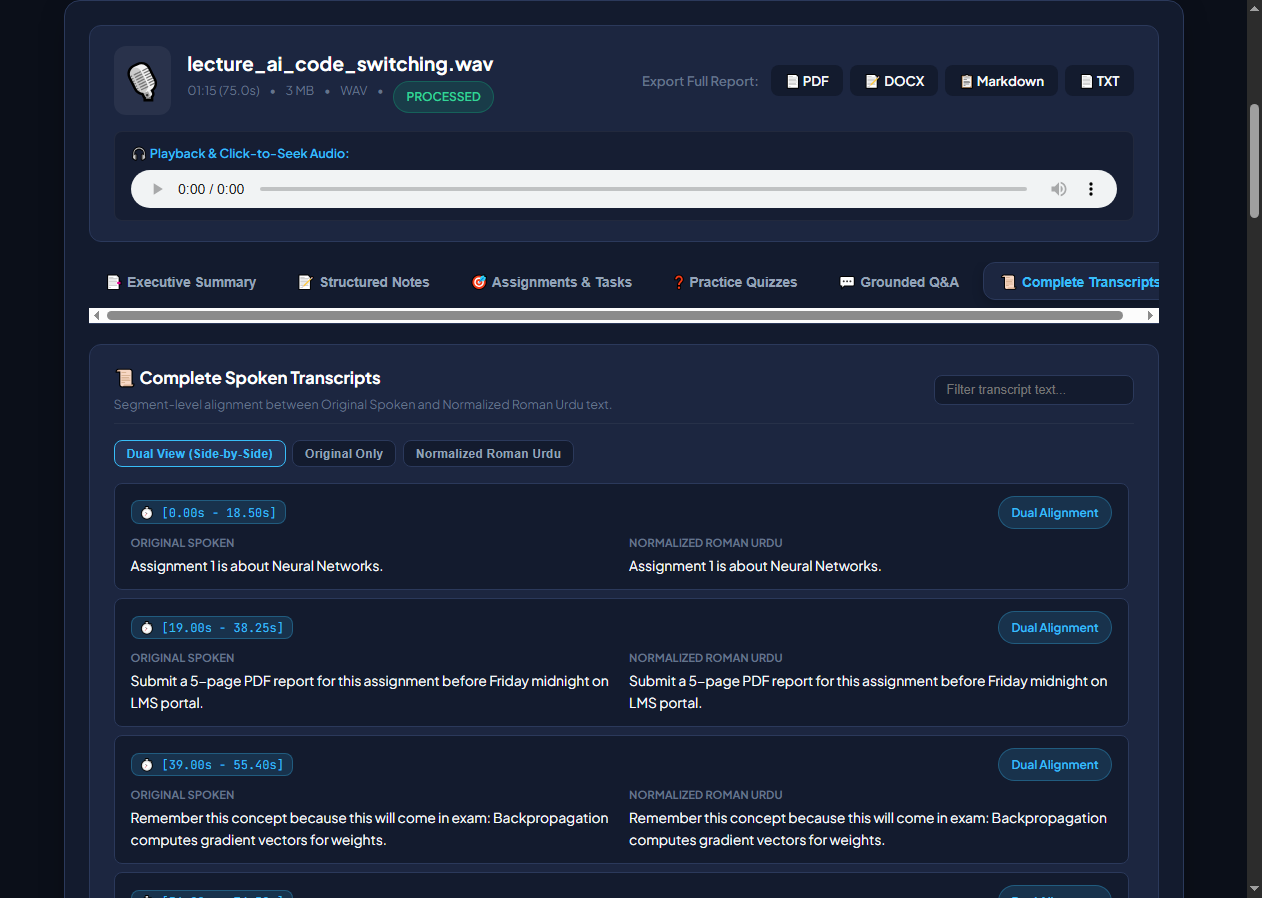 lecture_ai_code_switching.wav
01:15 (75.0s) • 3 MB • WAV • PROCESSED
Export Full Report: PDF DOCX Markdown TXT
Playback & Click-to-Seek Audio:
0:00 / 0:00
Executive Summary Structured Notes Assignments & Tasks Practice Quizzes Grounded Q&A Complete Transcripts
Complete Spoken Transcripts
Segment-level alignment between Original Spoken and Normalized Roman Urdu text.
Filter transcript text...
Dual View (Side-by-Side) Original Only Normalized Roman Urdu
[0.00s - 18.50s] Dual Alignment
ORIGINAL SPOKEN
Assignment 1 is about Neural Networks.
NORMALIZED ROMAN URDU
Assignment 1 is about Neural Networks.
[19.00s - 38.25s] Dual Alignment
ORIGINAL SPOKEN
Submit a 5-page PDF report for this assignment before Friday midnight on
LMS portal.
NORMALIZED ROMAN URDU
Submit a 5-page PDF report for this assignment before Friday midnight on
LMS portal.
[39.00s - 55.40s] Dual Alignment
ORIGINAL SPOKEN
Remember this concept because this will come in exam: Backpropagation
computes gradient vectors for weights.
NORMALIZED ROMAN URDU
Remember this concept because this will come in exam: Backpropagation
computes gradient vectors for weights.